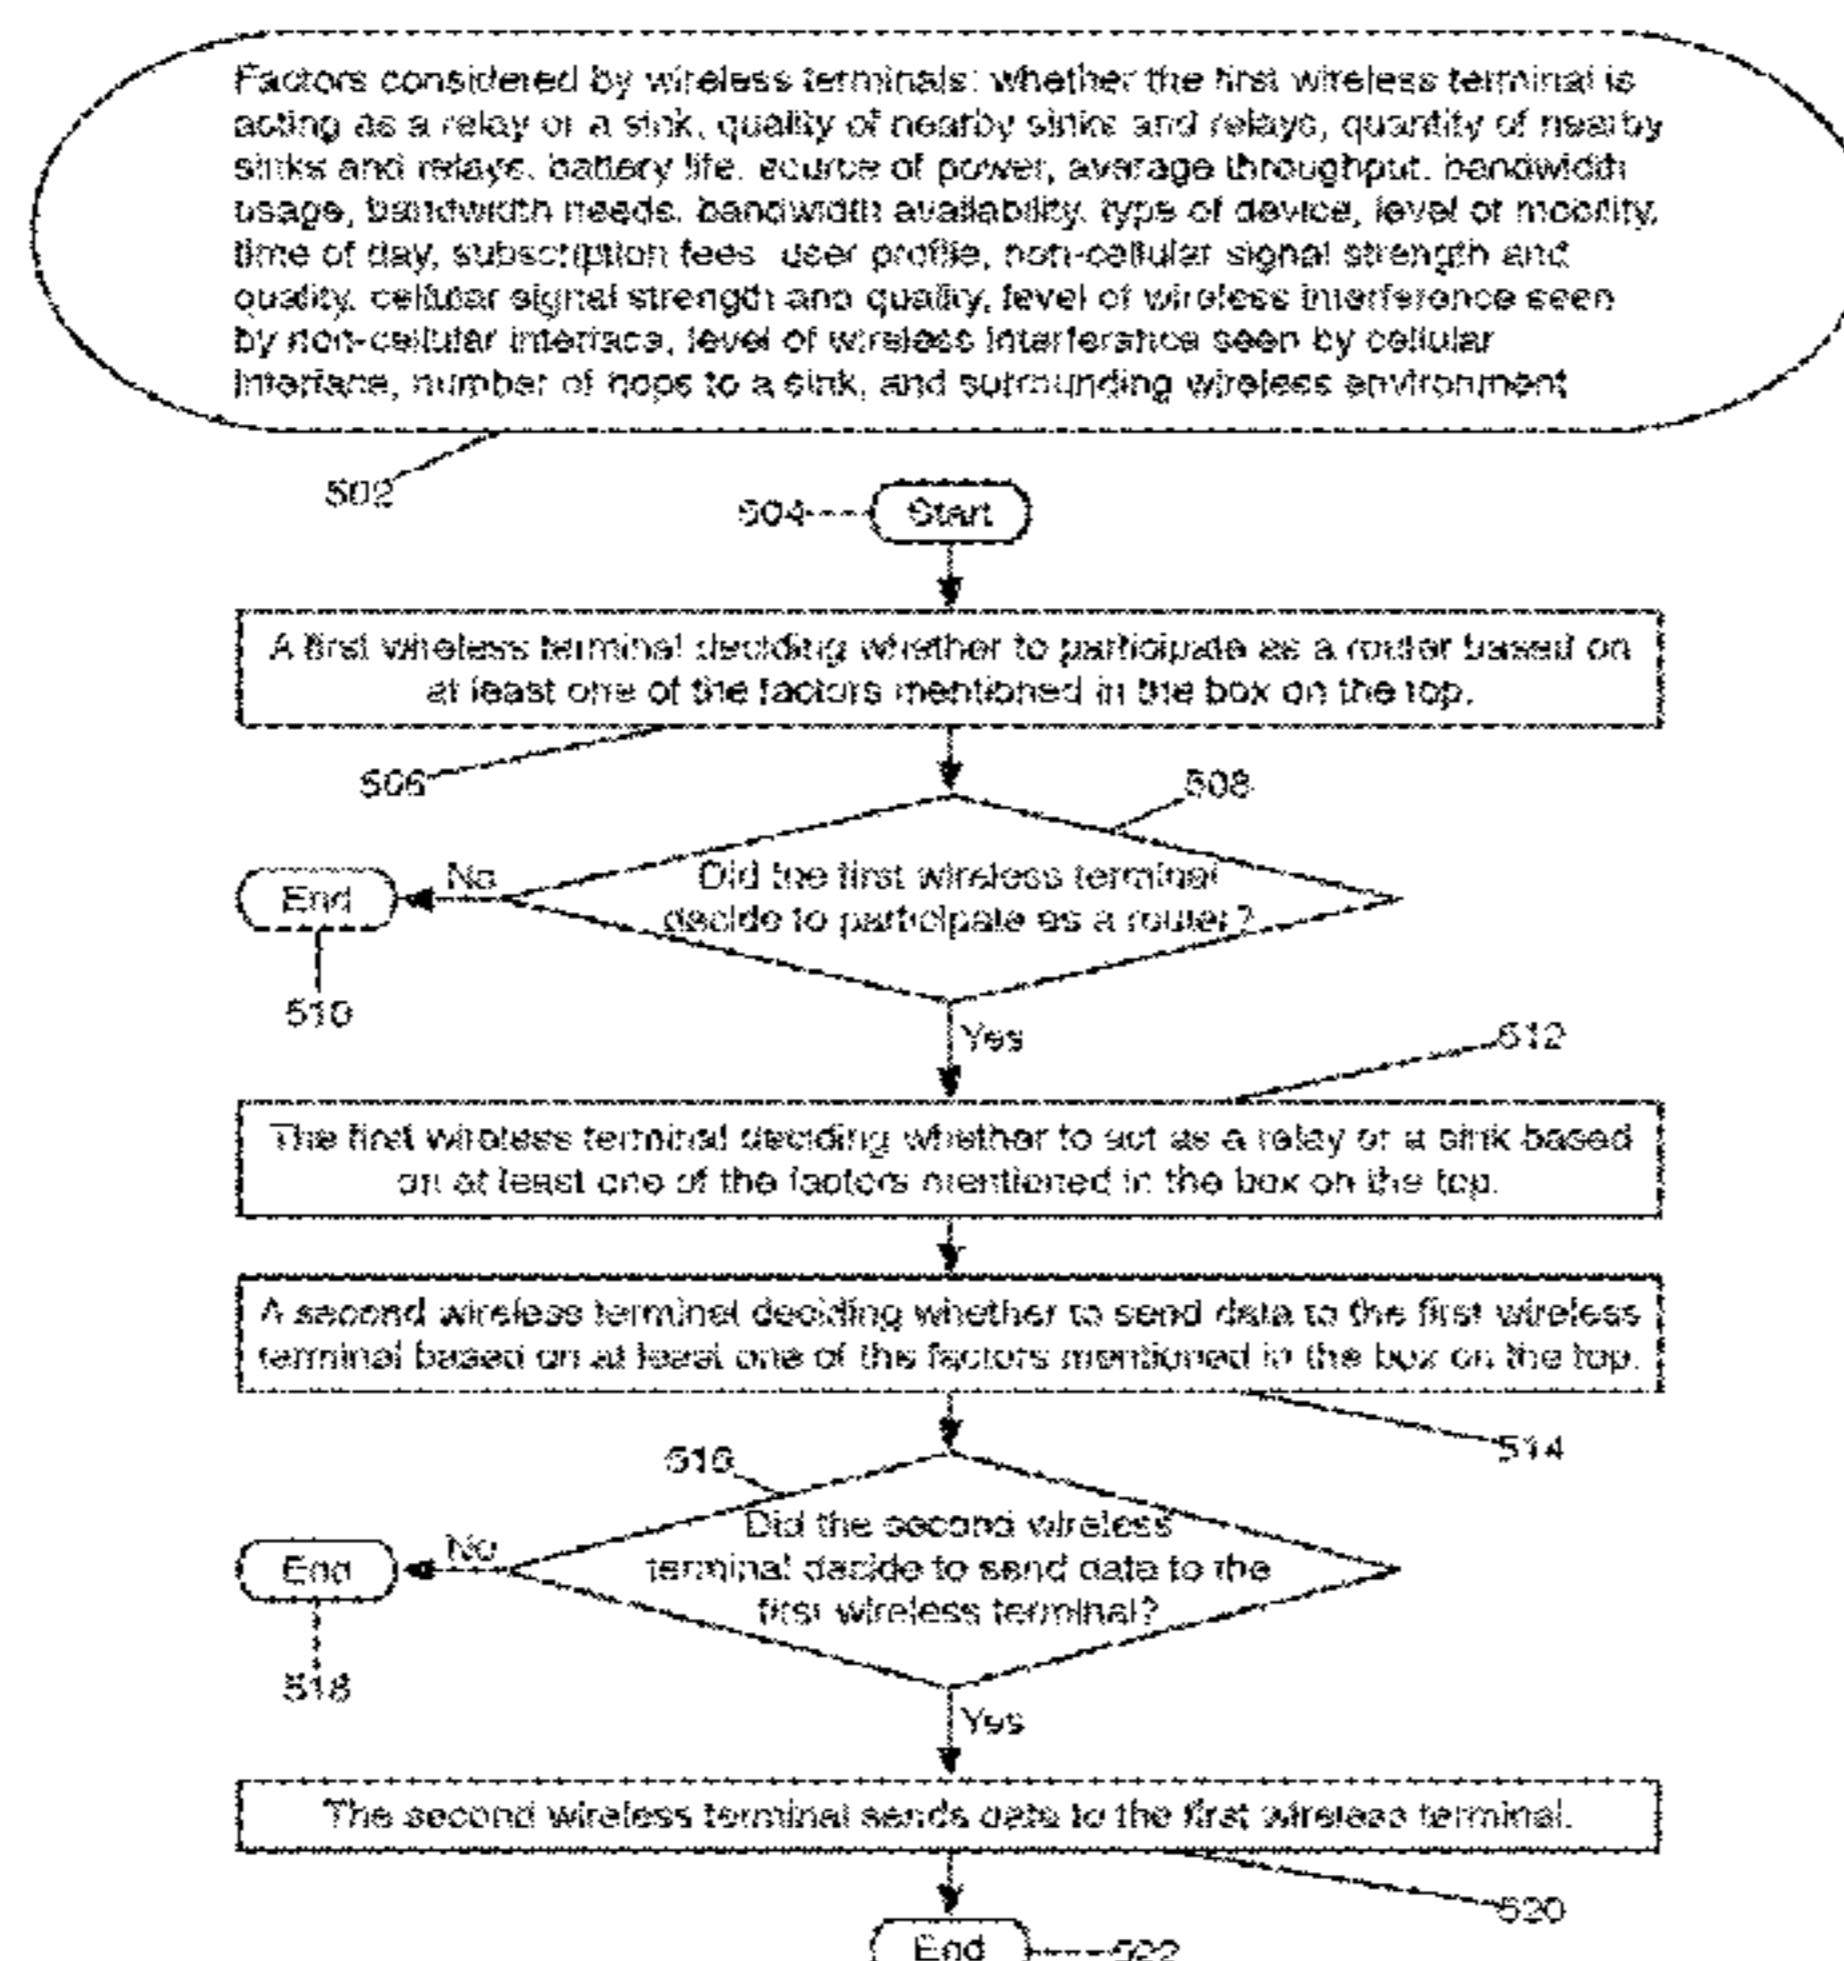 Factors considered by wireless terminals: whether the first wireless terminal is
acting as a relay or a sink, quality of nearby sinks and relays, quantity of nearby
sinks and relays, battery life, source of power, average throughput, bandwidth
usage, bandwidth needs, bandwidth availability, type of device, level of mobility,
time of day, subscription fees, user profile, non-cellular signal strength and
quality, cellular signal strength and quality, level of wireless interference seen
by non-cellular interface, level of wireless interference seen by cellular
interface, number of hops to a sink, and surrounding wireless environment
502
504
Start
A first wireless terminal deciding whether to participate as a router based on
at least one of the factors mentioned in the box on the top.
506
508
Did the first wireless terminal
decide to participate as a router?
No
End
510
Yes
512
The first wireless terminal deciding whether to act as a relay or a sink based
on at least one of the factors mentioned in the box on the top.
A second wireless terminal deciding whether to send data to the first wireless
terminal based on at least one of the factors mentioned in the box on the top.
514
516
Did the second wireless
terminal decide to send data to the
first wireless terminal?
No
End
518
Yes
The second wireless terminal sends data to the first wireless terminal.
520
End
522